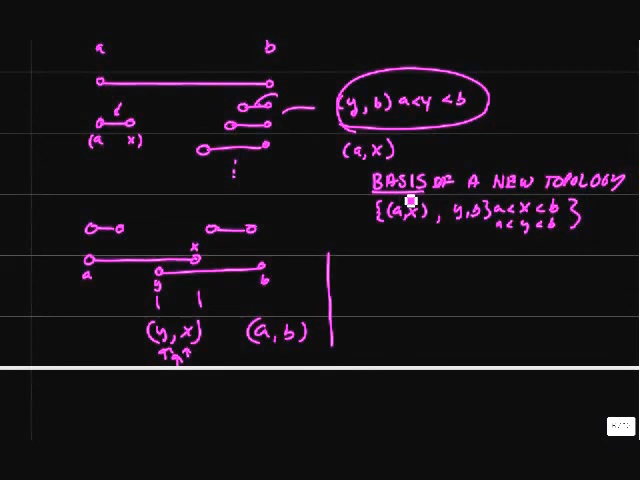 a b
(y, b) a<y<b
(a x)
(a, x)
⋮
BASIS OF A NEW TOPOLOGY
{(a,x), y,b} a<x<b }
a<y<b
x
a
y
b
(y, x) (a, b)